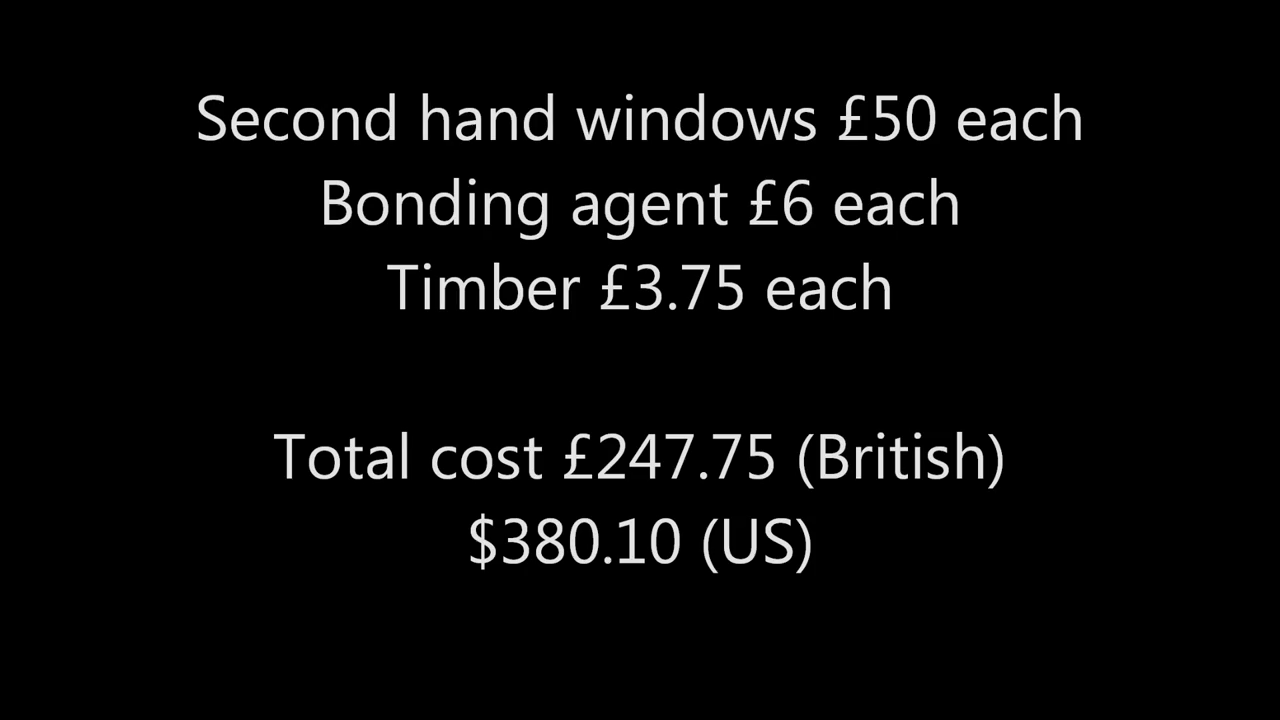 Second hand windows £50 each
Bonding agent £6 each
Timber £3.75 each
Total cost £247.75 (British)
$380.10 (US)